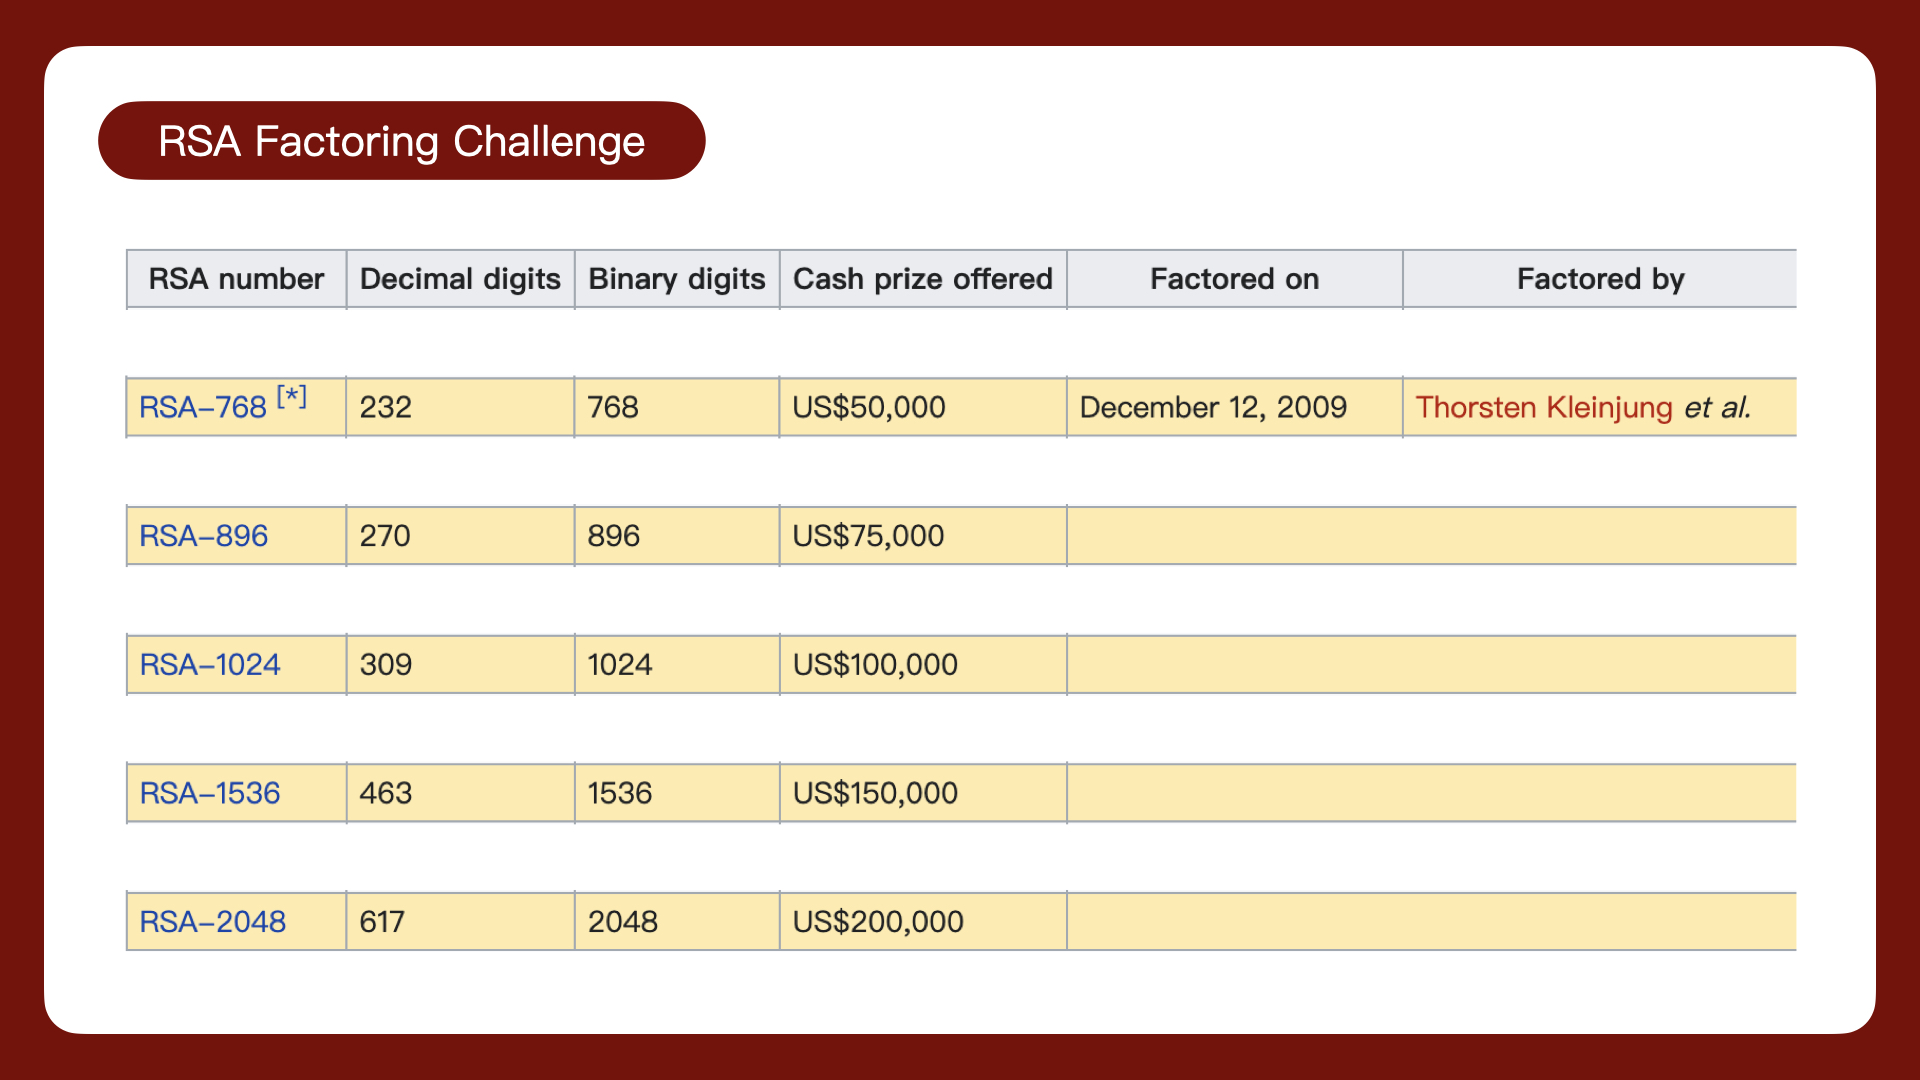 RSA Factoring Challenge
RSA number Decimal digits Binary digits Cash prize offered Factored on Factored by
RSA–768 [*] 232 768 US$50,000 December 12, 2009 Thorsten Kleinjung et al.
RSA–896 270 896 US$75,000
RSA–1024 309 1024 US$100,000
RSA–1536 463 1536 US$150,000
RSA–2048 617 2048 US$200,000